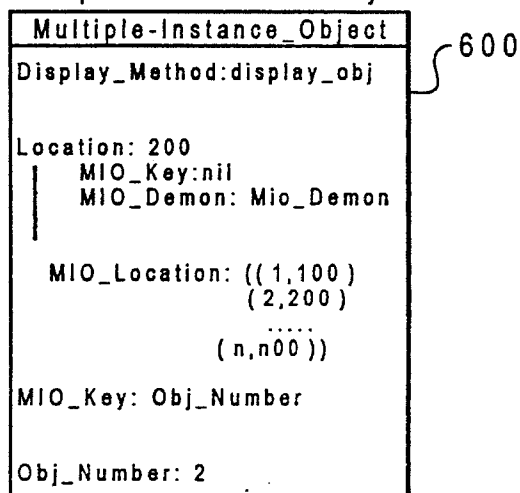 Multiple-Instance_Object
600
Display_Method:display_obj
Location: 200
MIO_Key:nil
MIO_Demon: Mio_Demon
MIO_Location: ((1,100)
(2,200)
.....
(n,n00))
MIO_Key: Obj_Number
Obj_Number: 2